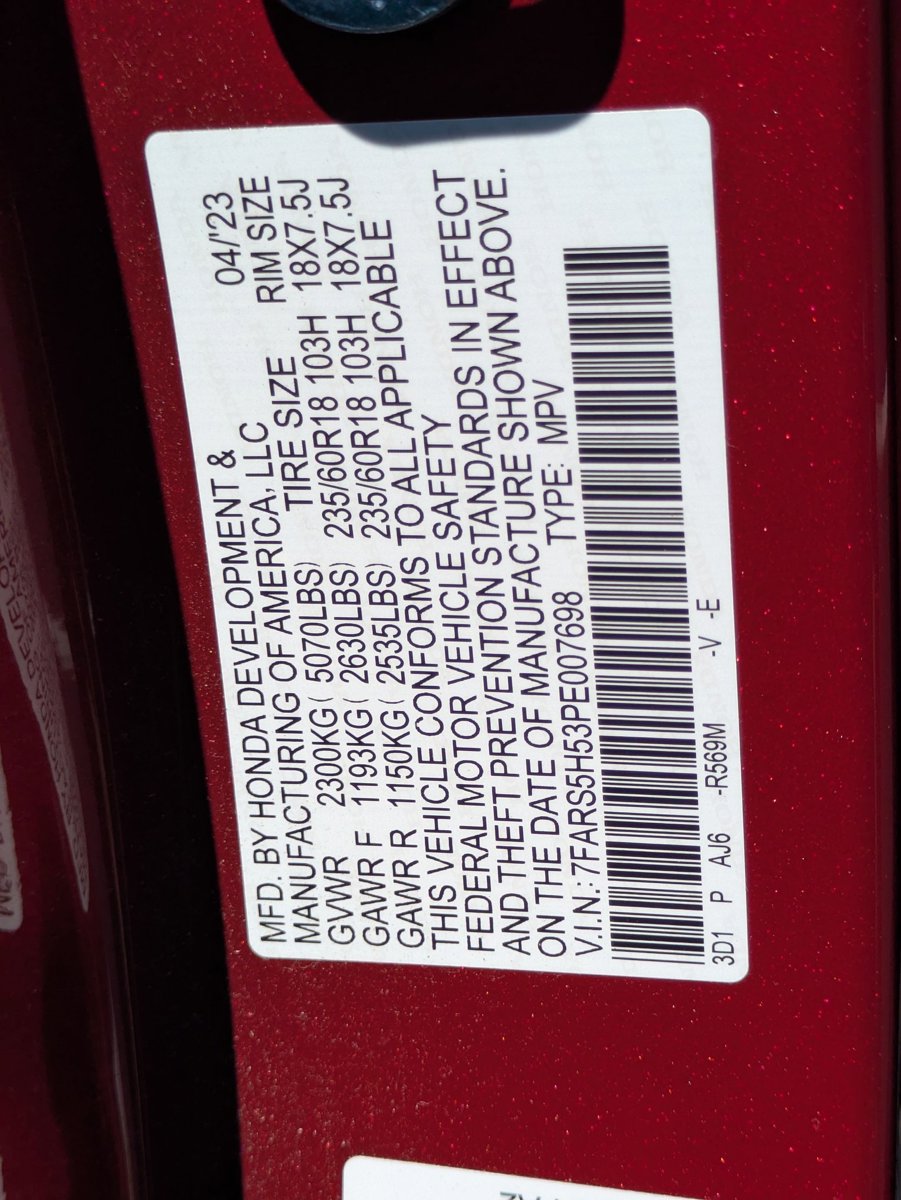 MFD. BY HONDA DEVELOPMENT & 04/'23
MANUFACTURING OF AMERICA, LLC RIM SIZE
TIRE SIZE
GVWR 2300KG ( 5070LBS) 235/60R18 103H 18X7.5J
GAWR F 1193KG ( 2630LBS) 235/60R18 103H 18X7.5J
GAWR R 1150KG ( 2535LBS)
THIS VEHICLE CONFORMS TO ALL APPLICABLE
FEDERAL MOTOR VEHICLE SAFETY
AND THEFT PREVENTION STANDARDS IN EFFECT
ON THE DATE OF MANUFACTURE SHOWN ABOVE.
V.I.N.: 7FARS5H53PE007698 TYPE: MPV
3D1 P AJ6 -R569M -V -E